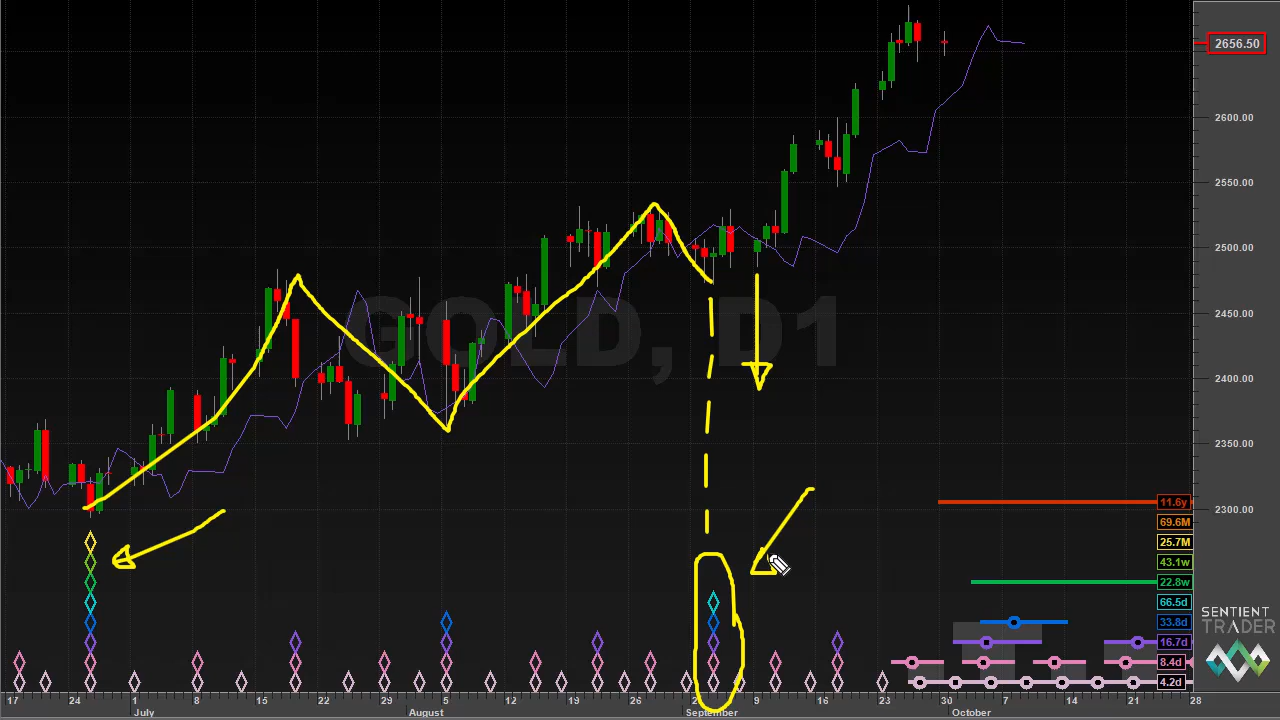 GOLD, D1
2656.50
2600.00
2550.00
2500.00
2450.00
2400.00
2350.00
2300.00
11.6y
69.6M
25.7M
43.1w
22.8w
66.5d
33.8d
16.7d
8.4d
4.2d
SENTIENT
TRADER
17 24 1 8 15 22 29 5 12 19 26 2 9 16 23 30 7 14 21 28
July August September October